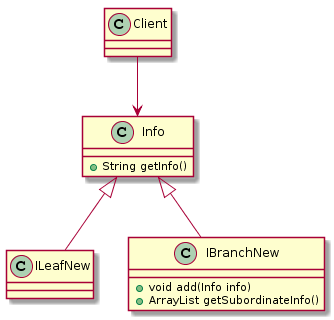 C Client
C Info
String getInfo()
C ILeafNew
C IBranchNew
void add(Info info)
ArrayList getSubordinateInfo()